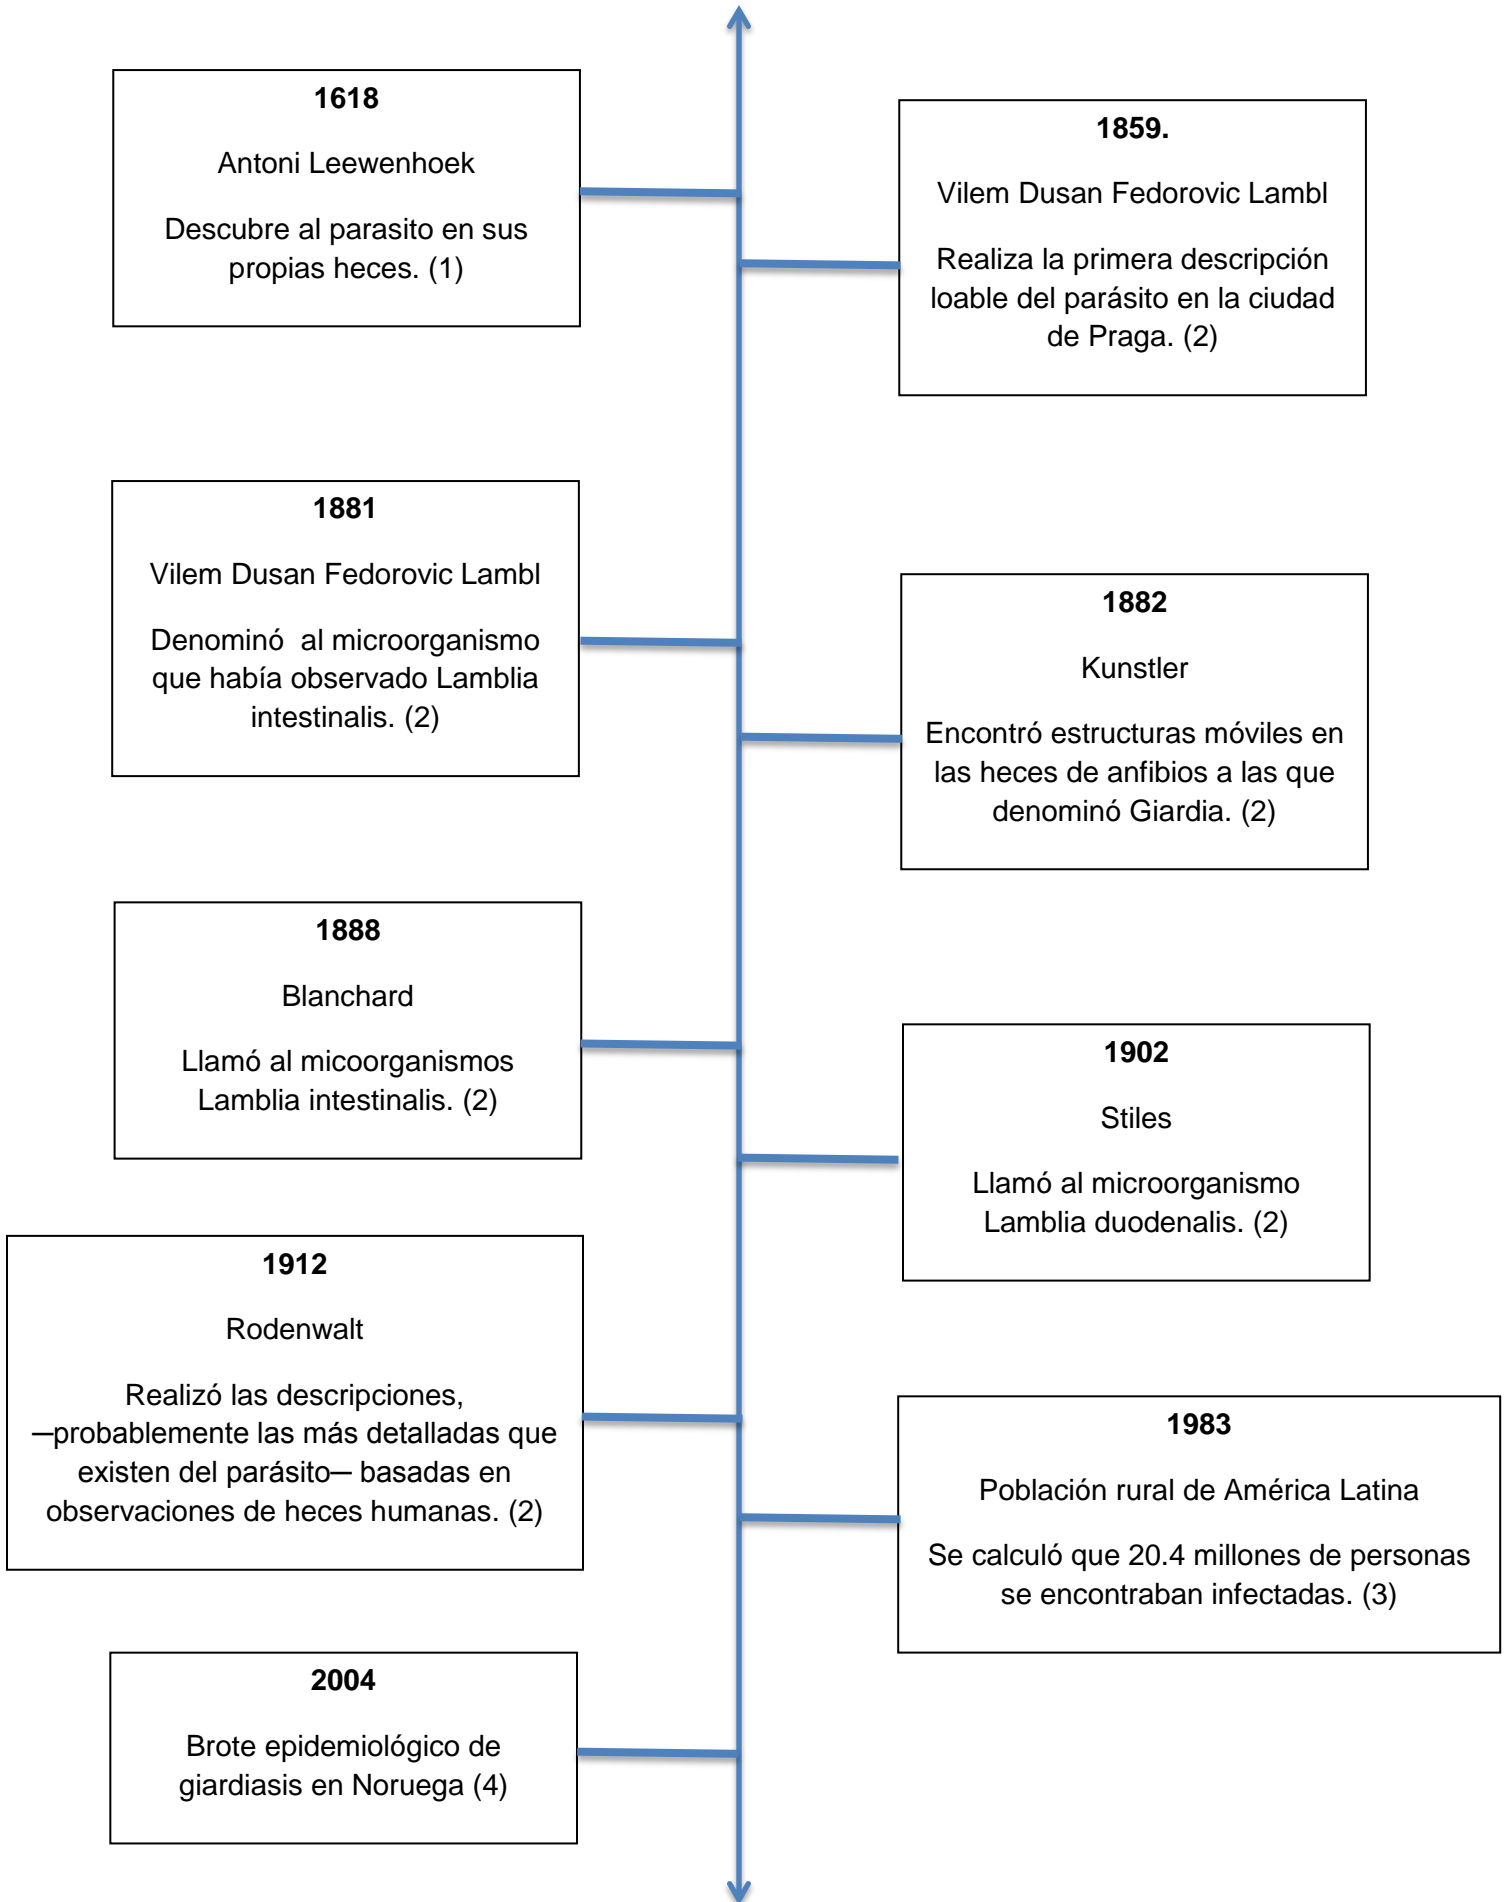 1618
Antoni Leewenhoek
Descubre al parasito en sus
propias heces. (1)
1859.
Vilem Dusan Fedorovic Lambl
Realiza la primera descripción
loable del parásito en la ciudad
de Praga. (2)
1881
Vilem Dusan Fedorovic Lambl
Denominó  al microorganismo
que había observado Lamblia
intestinalis. (2)
1882
Kunstler
Encontró estructuras móviles en
las heces de anfibios a las que
denominó Giardia. (2)
1888
Blanchard
Llamó al micoorganismos
Lamblia intestinalis. (2)
1902
Stiles
Llamó al microorganismo
Lamblia duodenalis. (2)
1912
Rodenwalt
Realizó las descripciones,
—probablemente las más detalladas que
existen del parásito— basadas en
observaciones de heces humanas. (2)
1983
Población rural de América Latina
Se calculó que 20.4 millones de personas
se encontraban infectadas. (3)
2004
Brote epidemiológico de
giardiasis en Noruega (4)